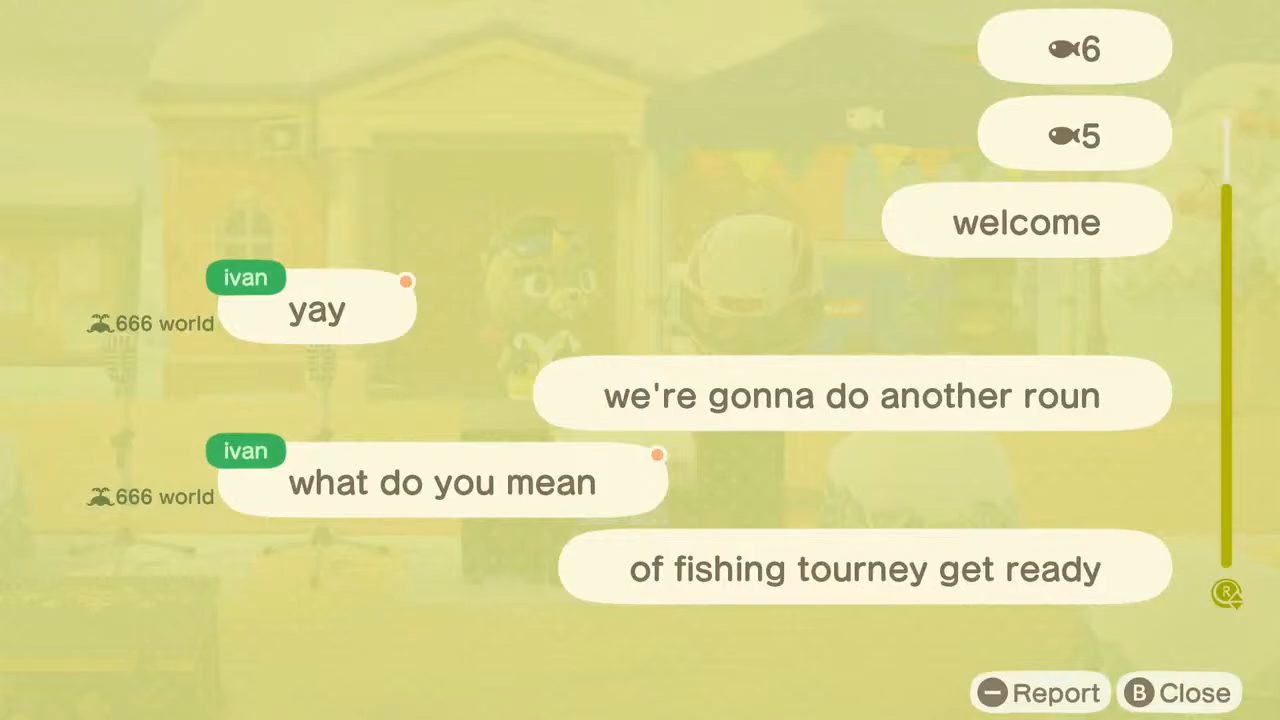 6
5
welcome
ivan
yay
666 world
we're gonna do another roun
ivan
what do you mean
666 world
of fishing tourney get ready
R
Report
B Close